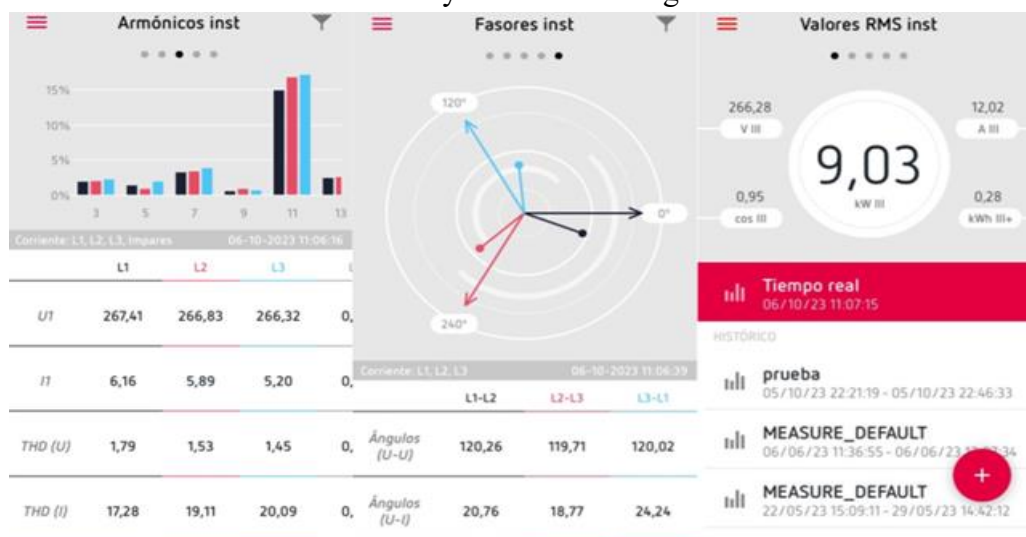 y
g
Armónicos inst
15%
10%
5%
0%
3 5 7 9 11 13
Corriente: L1, L2, L3, Impares 06-10-2023 11:06:16
L1 L2 L3
U1 267,41 266,83 266,32 0,
I1 6,16 5,89 5,20 0,
THD (U) 1,79 1,53 1,45 0,
THD (I) 17,28 19,11 20,09 0,
Fasores inst
120°
0°
240°
Corriente: L1, L2, L3 06-10-2023 11:06:39
L1-L2 L2-L3 L3-L1
Ángulos
(U-U)
120,26 119,71 120,02
Ángulos
(U-I)
20,76 18,77 24,24
Valores RMS inst
266,28
V III
12,02
A III
9,03
kW III
0,95
cos III
0,28
kWh III+
Tiempo real
06/10/23 11:07:15
HISTÓRICO
prueba
05/10/23 22:21:19 - 05/10/23 22:46:33
MEASURE_DEFAULT
06/06/23 11:36:55 - 06/06/23
+
MEASURE_DEFAULT
22/05/23 15:09:11 - 29/05/23 14:42:12